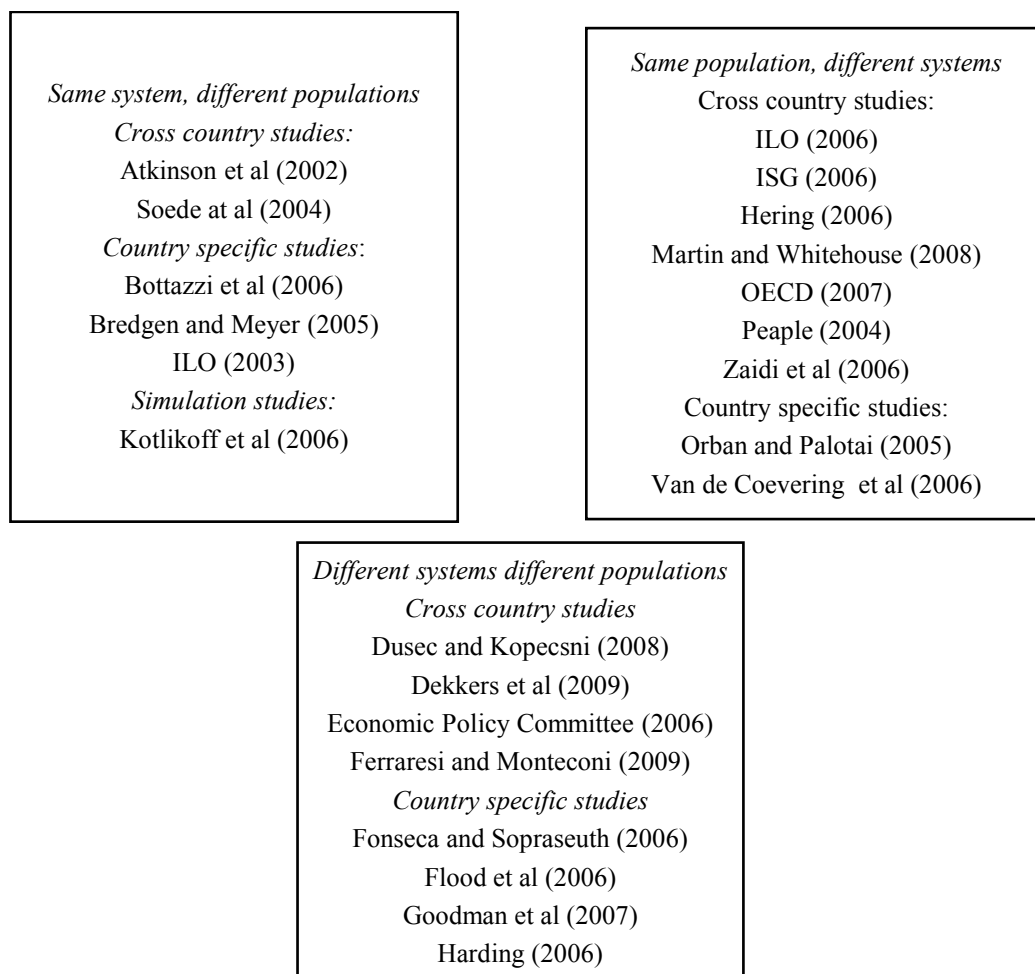 Same system, different populations
Cross country studies:
Atkinson et al (2002)
Soede at al (2004)
Country specific studies:
Bottazzi et al (2006)
Bredgen and Meyer (2005)
ILO (2003)
Simulation studies:
Kotlikoff et al (2006)
Same population, different systems
Cross country studies:
ILO (2006)
ISG (2006)
Hering (2006)
Martin and Whitehouse (2008)
OECD (2007)
Peaple (2004)
Zaidi et al (2006)
Country specific studies:
Orban and Palotai (2005)
Van de Coevering et al (2006)
Different systems different populations
Cross country studies
Dusec and Kopecsni (2008)
Dekkers et al (2009)
Economic Policy Committee (2006)
Ferraresi and Monteconi (2009)
Country specific studies
Fonseca and Sopraseuth (2006)
Flood et al (2006)
Goodman et al (2007)
Harding (2006)